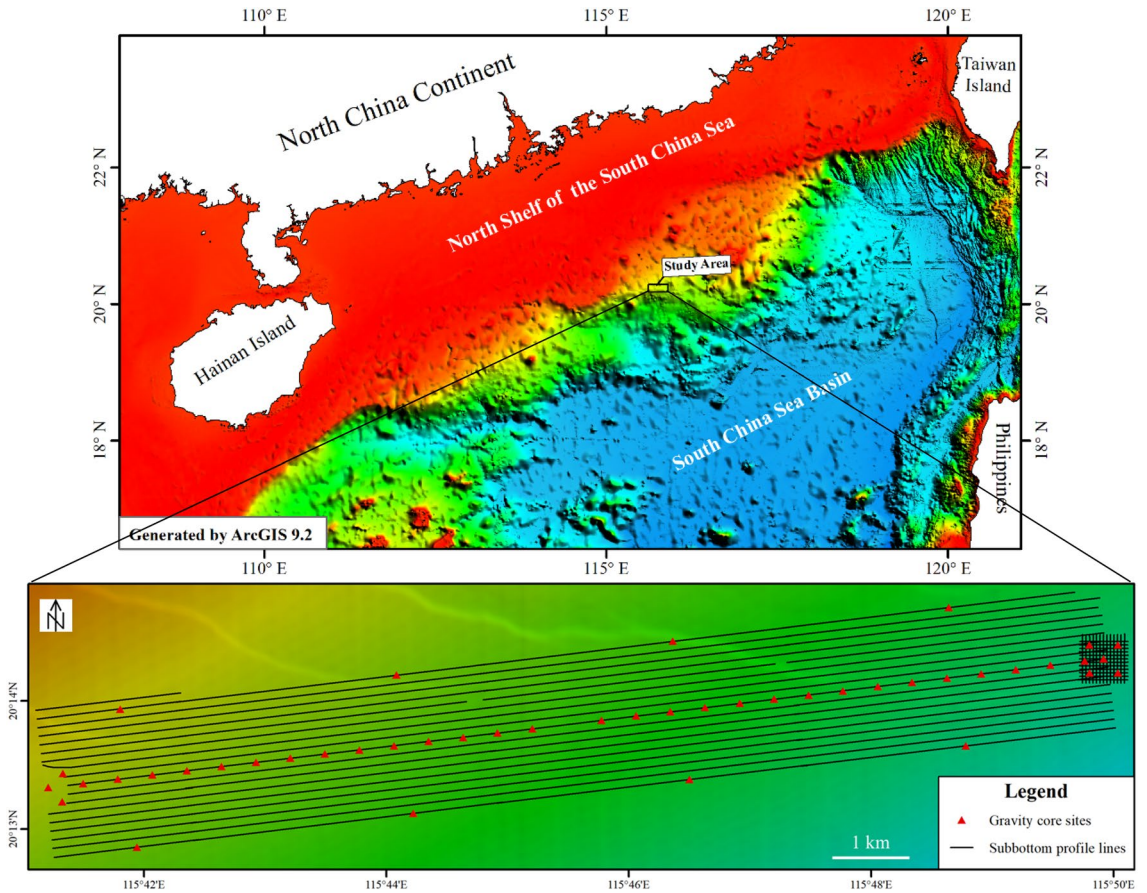 110° E 115° E 120° E
North China Continent
Taiwan
Island
22° N 22° N
North Shelf of the South China Sea
Study Area
20° N 20° N
Hainan Island
South China Sea Basin
18° N 18° N
Philippines
Generated by ArcGIS 9.2
110° E 115° E 120° E
N
20°14'N
20°13'N
Legend
Gravity core sites
Subbottom profile lines
1 km
115°42'E 115°44'E 115°46'E 115°48'E 115°50'E